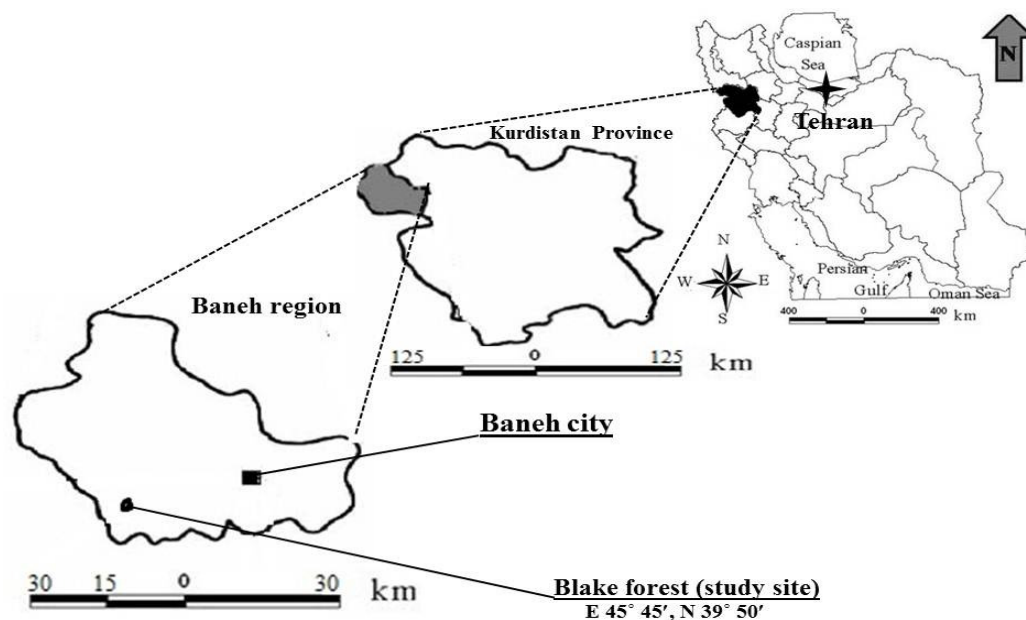 Caspian
Sea
N
Tehran
Kurdistan Province
N
W E
S
Persian
Gulf
Oman Sea
400 0 400
km
Baneh region
125 0 125
km
Baneh city
30 15 0 30
km
Blake forest (study site)
E 45° 45′, N 39° 50′